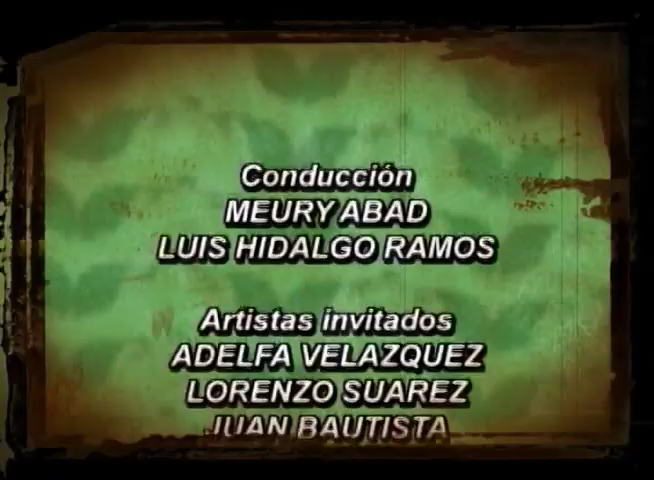 Conducción
MEURY ABAD
LUIS HIDALGO RAMOS
Artistas invitados
ADELFA VELAZQUEZ
LORENZO SUAREZ
JUAN BAUTISTA